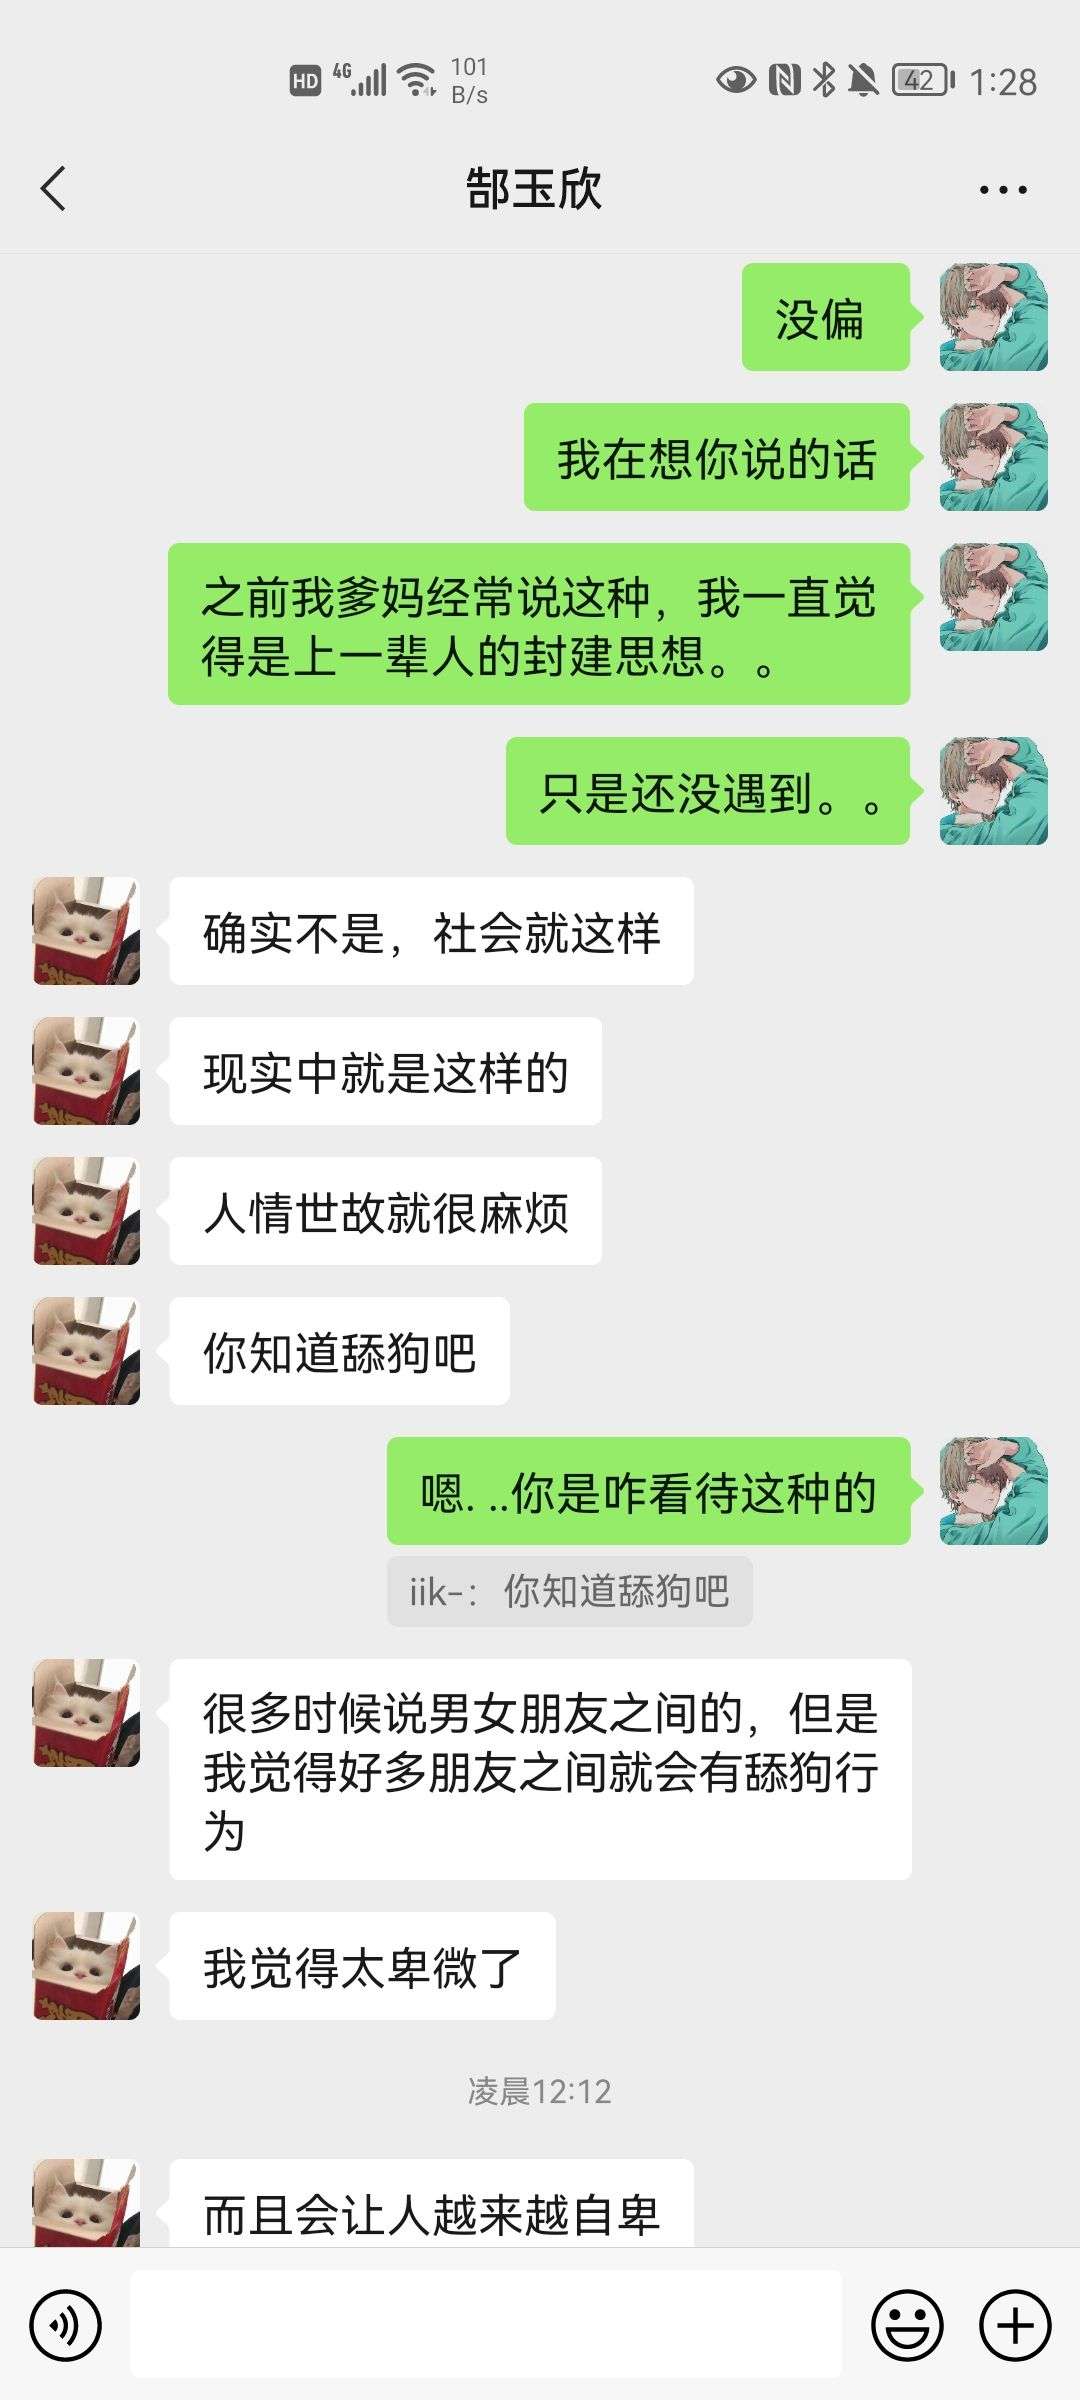 HD 4G 101 B/s 42 1:28
郜玉欣
没偏
我在想你说的话
之前我爹妈经常说这种，我一直觉
得是上一辈人的封建思想。。
只是还没遇到。。
确实不是，社会就这样
现实中就是这样的
人情世故就很麻烦
你知道舔狗吧
嗯. ..你是咋看待这种的
iik-：你知道舔狗吧
很多时候说男女朋友之间的，但是
我觉得好多朋友之间就会有舔狗行
为
我觉得太卑微了
凌晨12:12
而且会让人越来越自卑